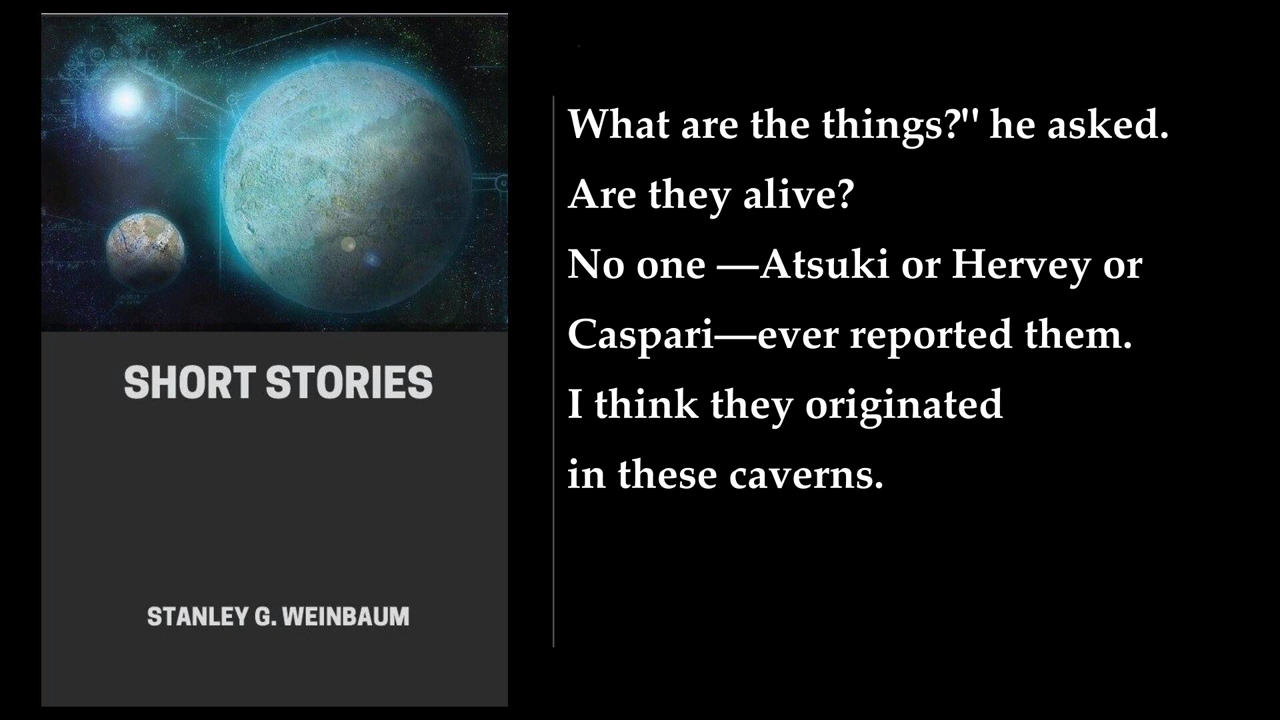 SHORT STORIES
STANLEY G. WEINBAUM
What are the things?" he asked.
Are they alive?
No one —Atsuki or Hervey or
Caspari—ever reported them.
I think they originated
in these caverns.